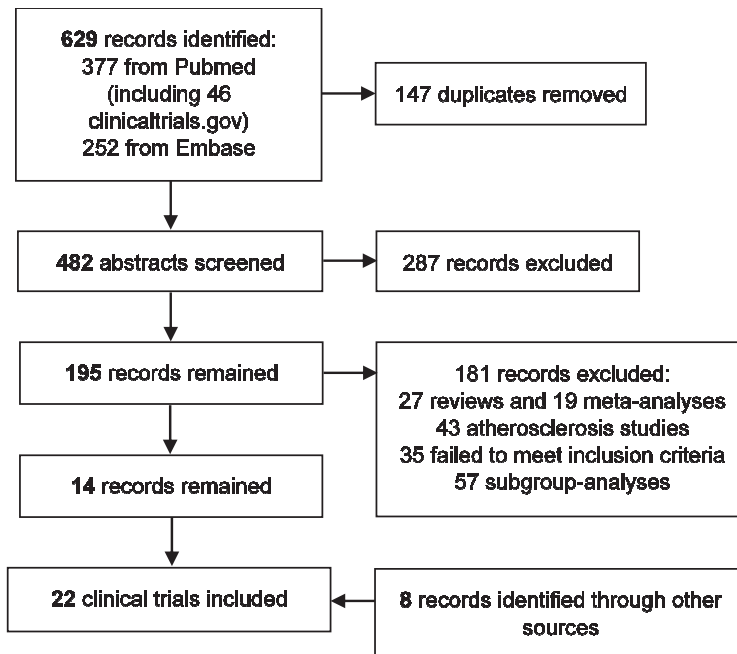 629 records identified:
377 from Pubmed
(including 46
clinicaltrials.gov)
252 from Embase
147 duplicates removed
482 abstracts screened
287 records excluded
195 records remained
181 records excluded:
27 reviews and 19 meta-analyses
43 atherosclerosis studies
35 failed to meet inclusion criteria
57 subgroup-analyses
14 records remained
22 clinical trials included
8 records identified through other
sources